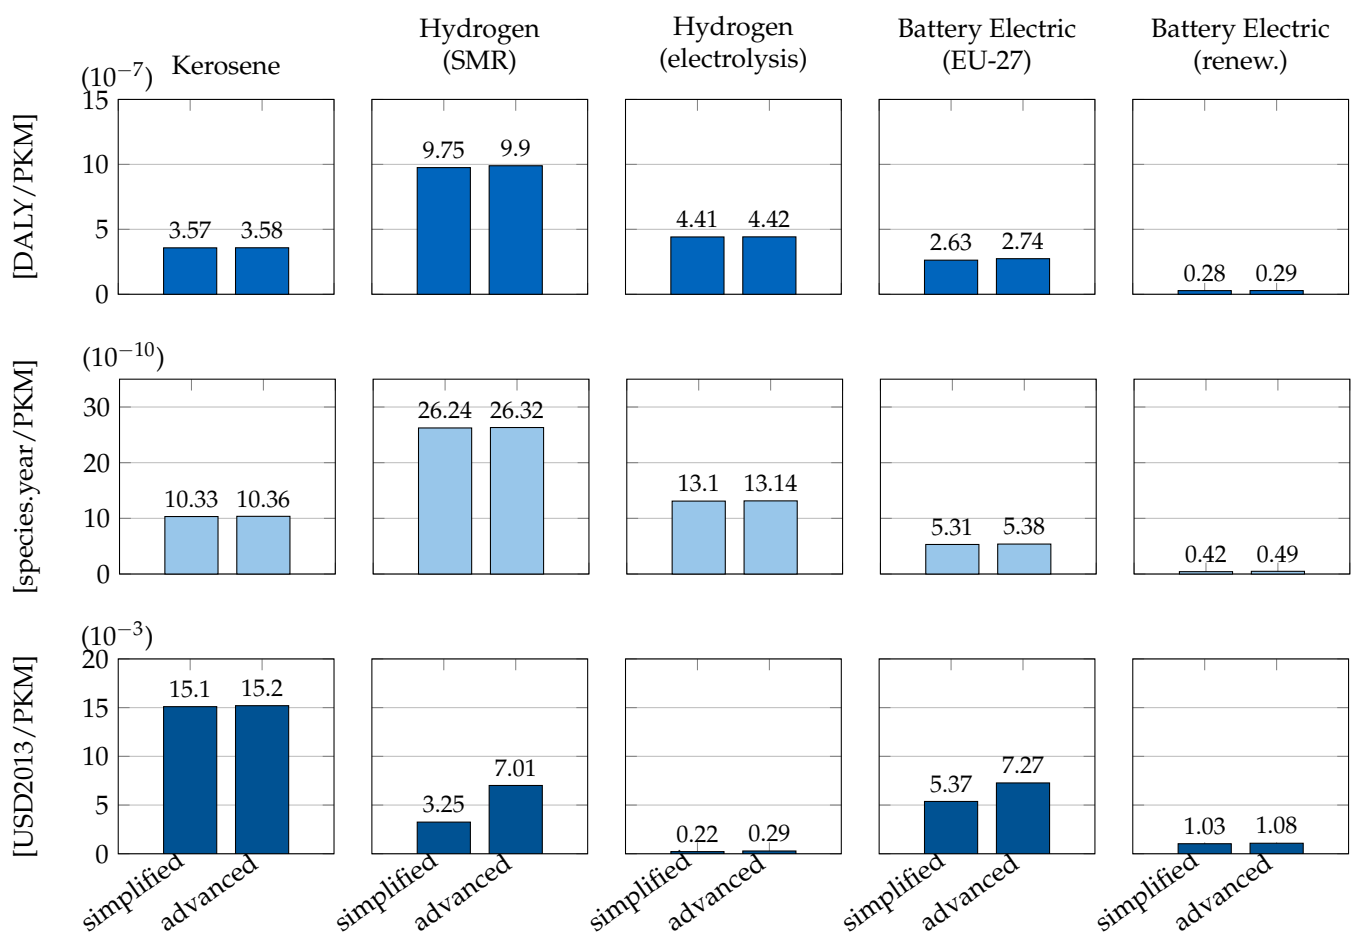 Kerosene
Hydrogen
(SMR)
Hydrogen
(electrolysis)
Battery Electric
(EU-27)
Battery Electric
(renew.)
(10−7)
[DALY/PKM]
15
10
5
0
3.57 3.58
9.75 9.9
4.41 4.42
2.63 2.74
0.28 0.29
(10−10)
[species.year/PKM]
30
20
10
0
10.33 10.36
26.24 26.32
13.1 13.14
5.31 5.38
0.42 0.49
(10−3)
[USD2013/PKM]
20
15
10
5
0
15.1 15.2
3.25 7.01
0.22 0.29
5.37 7.27
1.03 1.08
simplified advanced
simplified advanced
simplified advanced
simplified advanced
simplified advanced